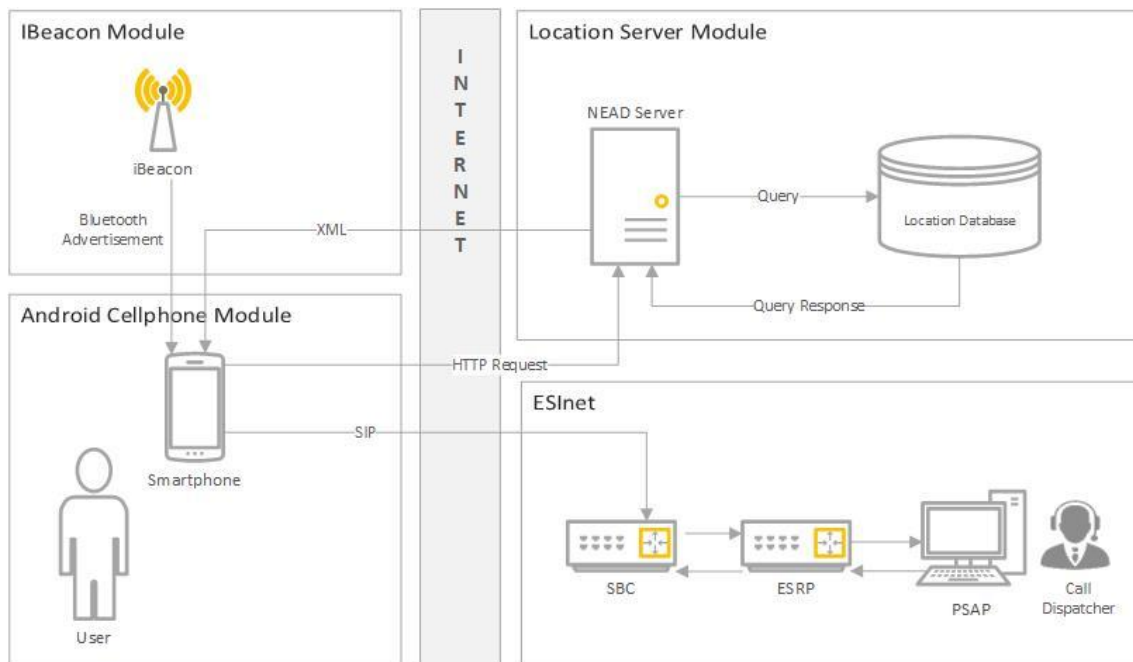 IBeacon Module
iBeacon
Bluetooth
Advertisement
Android Cellphone Module
Smartphone
User
I
N
T
E
R
N
E
T
XML
HTTP Request
SIP
Location Server Module
NEAD Server
Query
Location Database
Query Response
ESInet
SBC
ESRP
PSAP
Call
Dispatcher